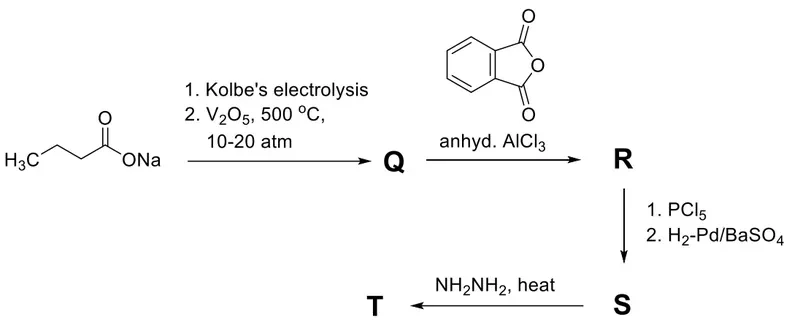 1. Kolbe's electrolysis
2. V2O5, 500 oC,
10-20 atm
H3C
O
ONa
Q
O
O
O
anhyd. AlCl3
R
1. PCl5
2. H2-Pd/BaSO4
S
NH2NH2, heat
T